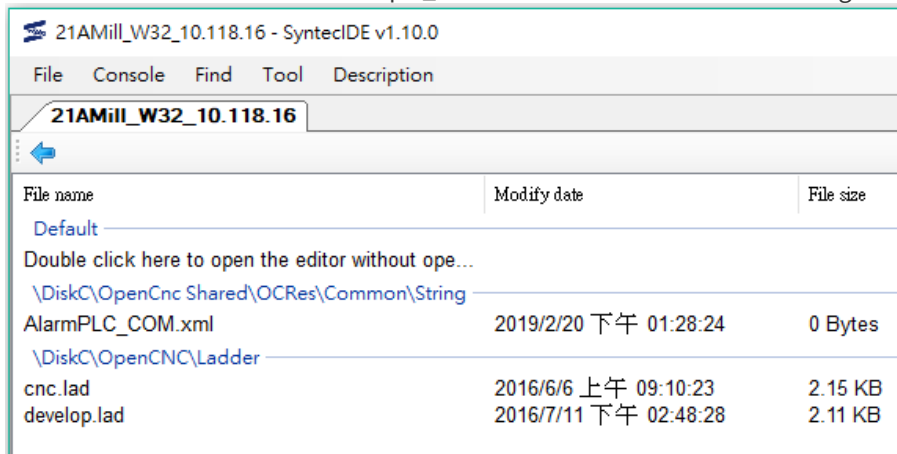 21AMill_W32_10.118.16 - SyntecIDE v1.10.0
File Console Find Tool Description
21AMill_W32_10.118.16
File name Modify date File size
Default
Double click here to open the editor without ope...
\DiskC\OpenCnc Shared\OCRes\Common\String
AlarmPLC_COM.xml 2019/2/20 下午 01:28:24 0 Bytes
\DiskC\OpenCNC\Ladder
cnc.lad 2016/6/6 上午 09:10:23 2.15 KB
develop.lad 2016/7/11 下午 02:48:28 2.11 KB